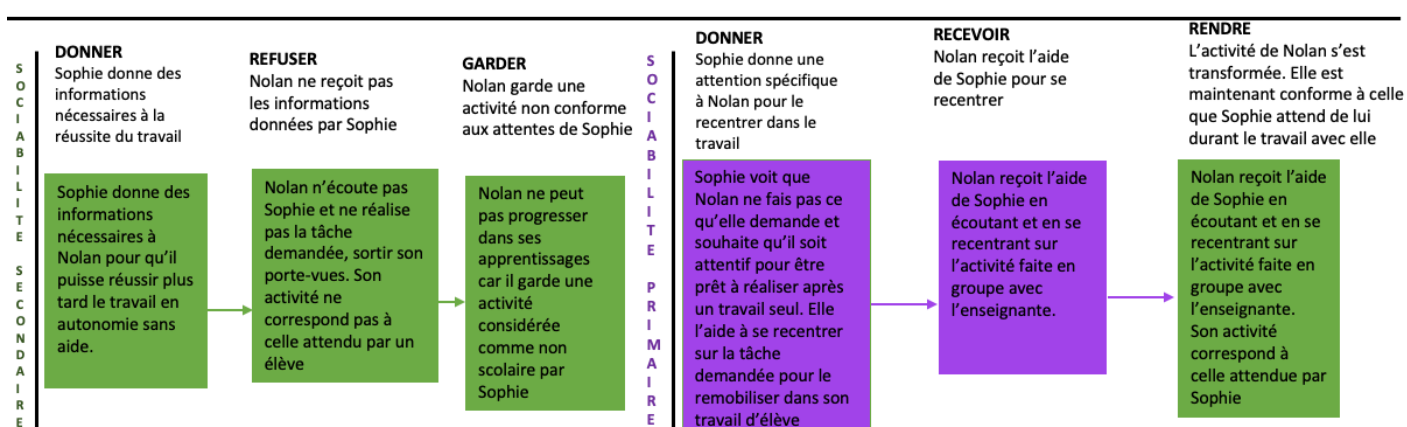 SOCIABILITE SECONDAIRE
DONNER
Sophie donne des
informations
nécessaires à la
réussite du travail
Sophie donne des
informations
nécessaires à
Nolan pour qu’il
puisse réussir plus
tard le travail en
autonomie sans
aide.
REFUSER
Nolan ne reçoit pas
les informations
données par Sophie
Nolan n’écoute pas
Sophie et ne réalise
pas la tâche
demandée, sortir son
porte-vues. Son
activité ne
correspond pas à
celle attendu par un
élève
GARDER
Nolan garde une
activité non conforme
aux attentes de Sophie
Nolan ne peut
pas progresser
dans ses
apprentissages
car il garde une
activité
considérée
comme non
scolaire par
Sophie
SOCIABILITE PRIMAIRE
DONNER
Sophie donne une
attention spécifique
à Nolan pour le
recentrer dans le
travail
Sophie voit que
Nolan ne fais pas ce
qu’elle demande et
souhaite qu’il soit
attentif pour être
prêt à réaliser après
un travail seul. Elle
l’aide à se recentrer
sur la tâche
demandée pour le
remobiliser dans son
travail d’élève
RECEVOIR
Nolan reçoit l’aide
de Sophie pour se
recentrer
Nolan reçoit l’aide
de Sophie en
écoutant et en se
recentrant sur
l’activité faite en
groupe avec
l’enseignante.
RENDRE
L’activité de Nolan s’est
transformée. Elle est
maintenant conforme à celle
que Sophie attend de lui
durant le travail avec elle
Nolan reçoit l’aide
de Sophie en
écoutant et en se
recentrant sur
l’activité faite en
groupe avec
l’enseignante.
Son activité
correspond à
celle attendue par
Sophie